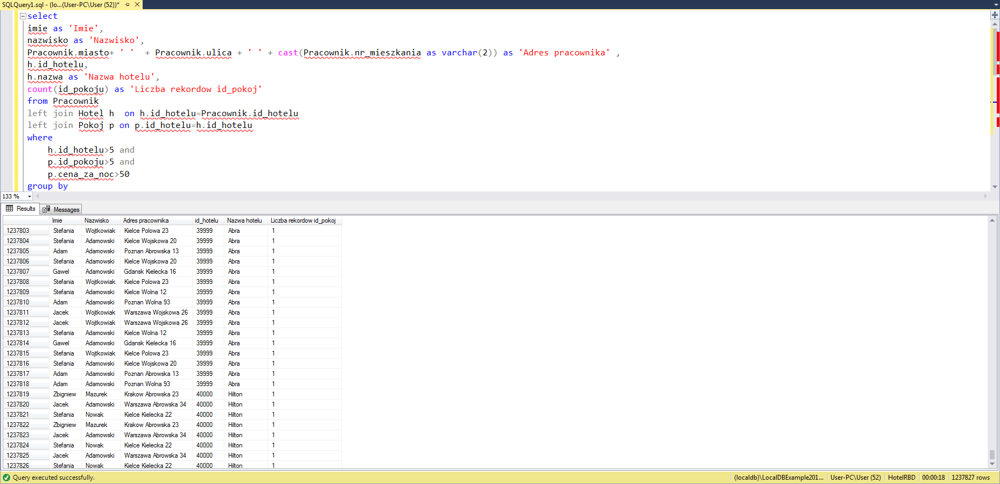 SQLQuery1.sql - (lo...(User-PC\User (52))*
select
imie as 'Imie',
nazwisko as 'Nazwisko',
Pracownik.miasto+ ' '  + Pracownik.ulica + ' ' + cast(Pracownik.nr_mieszkania as varchar(2)) as 'Adres pracownika' ,
h.id_hotelu,
h.nazwa as 'Nazwa hotelu',
count(id_pokoju) as 'Liczba rekordow id_pokoj'
from Pracownik
left join Hotel h  on h.id_hotelu=Pracownik.id_hotelu
left join Pokoj p on p.id_hotelu=h.id_hotelu
where
h.id_hotelu>5 and
p.id_pokoju>5 and
p.cena_za_noc>50
group by
133 %
Results Messages
Imie Nazwisko Adres pracownika id_hotelu Nazwa hotelu Liczba rekordow id_pokoj
1237803 Stefania Wojtkowiak Kielce Polowa 23 39999 Abra 1
1237804 Stefania Adamowski Kielce Wojskowa 20 39999 Abra 1
1237805 Adam Adamowski Poznan Abrowska 13 39999 Abra 1
1237806 Stefania Adamowski Kielce Wojskowa 20 39999 Abra 1
1237807 Gawel Adamowski Gdansk Kielecka 16 39999 Abra 1
1237808 Stefania Wojtkowiak Kielce Polowa 23 39999 Abra 1
1237809 Stefania Adamowski Kielce Wolna 12 39999 Abra 1
1237810 Adam Adamowski Poznan Wolna 93 39999 Abra 1
1237811 Jacek Wojtkowiak Warszawa Wojskowa 26 39999 Abra 1
1237812 Jacek Wojtkowiak Warszawa Wojskowa 26 39999 Abra 1
1237813 Stefania Adamowski Kielce Wolna 12 39999 Abra 1
1237814 Gawel Adamowski Gdansk Kielecka 16 39999 Abra 1
1237815 Stefania Wojtkowiak Kielce Polowa 23 39999 Abra 1
1237816 Stefania Adamowski Kielce Wojskowa 20 39999 Abra 1
1237817 Adam Adamowski Poznan Abrowska 13 39999 Abra 1
1237818 Adam Adamowski Poznan Wolna 93 39999 Abra 1
1237819 Zbigniew Mazurek Krakow Abrowska 23 40000 Hilton 1
1237820 Jacek Adamowski Warszawa Abrowska 34 40000 Hilton 1
1237821 Stefania Nowak Kielce Kielecka 22 40000 Hilton 1
1237822 Zbigniew Mazurek Krakow Abrowska 23 40000 Hilton 1
1237823 Jacek Adamowski Warszawa Abrowska 34 40000 Hilton 1
1237824 Stefania Nowak Kielce Kielecka 22 40000 Hilton 1
1237825 Jacek Adamowski Warszawa Abrowska 34 40000 Hilton 1
1237826 Stefania Nowak Kielce Kielecka 22 40000 Hilton 1
Query executed successfully. (localdb)\LocalDBExample201... User-PC\User (52) HotelRBD 00:00:18 1237827 rows